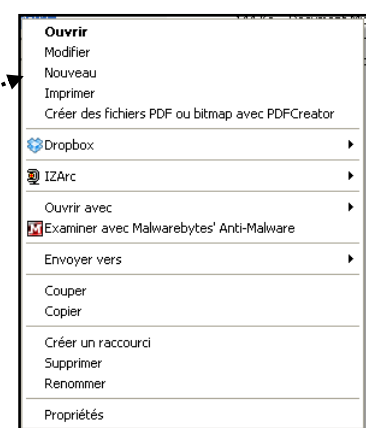 Ouvrir
Modifier
Nouveau
Imprimer
Créer des fichiers PDF ou bitmap avec PDFCreator
Dropbox
IZArc
Ouvrir avec
Examiner avec Malwarebytes' Anti-Malware
Envoyer vers
Couper
Copier
Créer un raccourci
Supprimer
Renommer
Propriétés